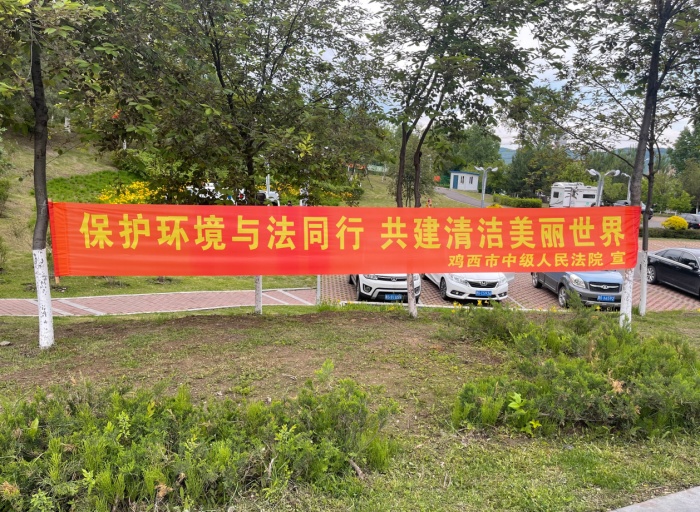 保护环境与法同行 共建清洁美丽世界
鸡西市中级人民法院 宣